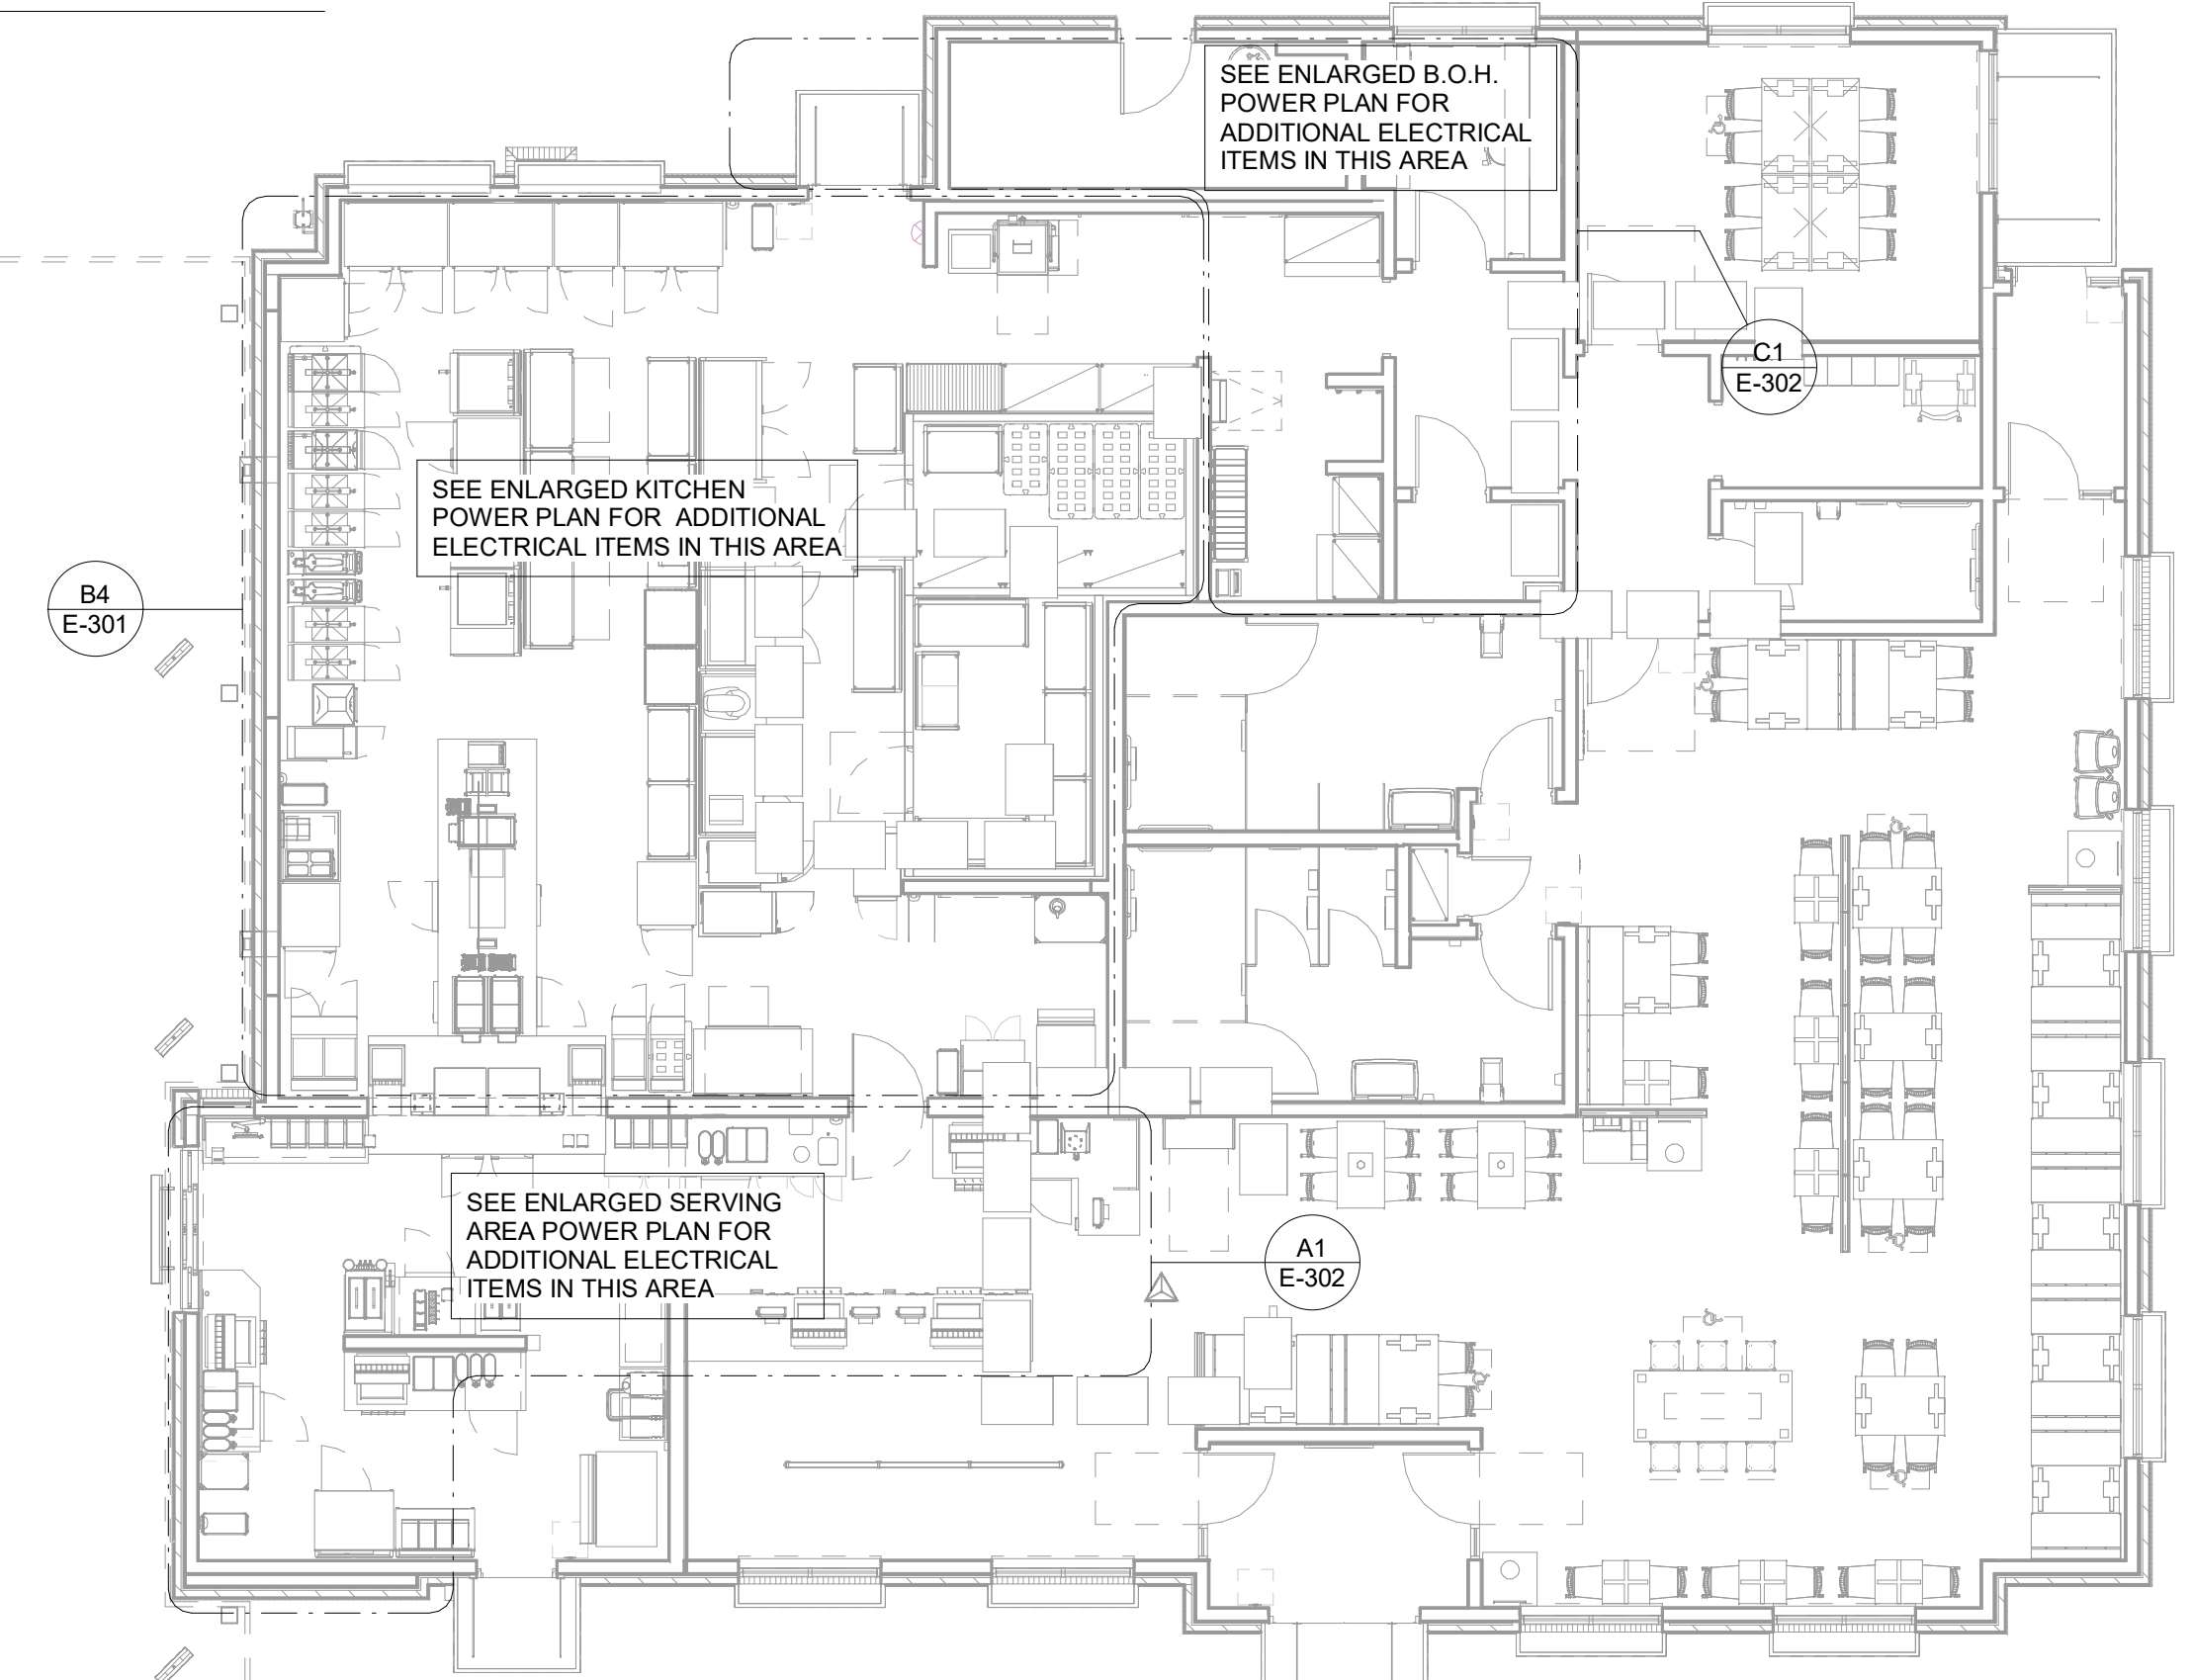 SEE ENLARGED B.O.H.
POWER PLAN FOR
ADDITIONAL ELECTRICAL
ITEMS IN THIS AREA
C1
E-302
SEE ENLARGED KITCHEN
POWER PLAN FOR ADDITIONAL
ELECTRICAL ITEMS IN THIS AREA
B4
E-301
SEE ENLARGED SERVING
AREA POWER PLAN FOR
ADDITIONAL ELECTRICAL
ITEMS IN THIS AREA
A1
E-302